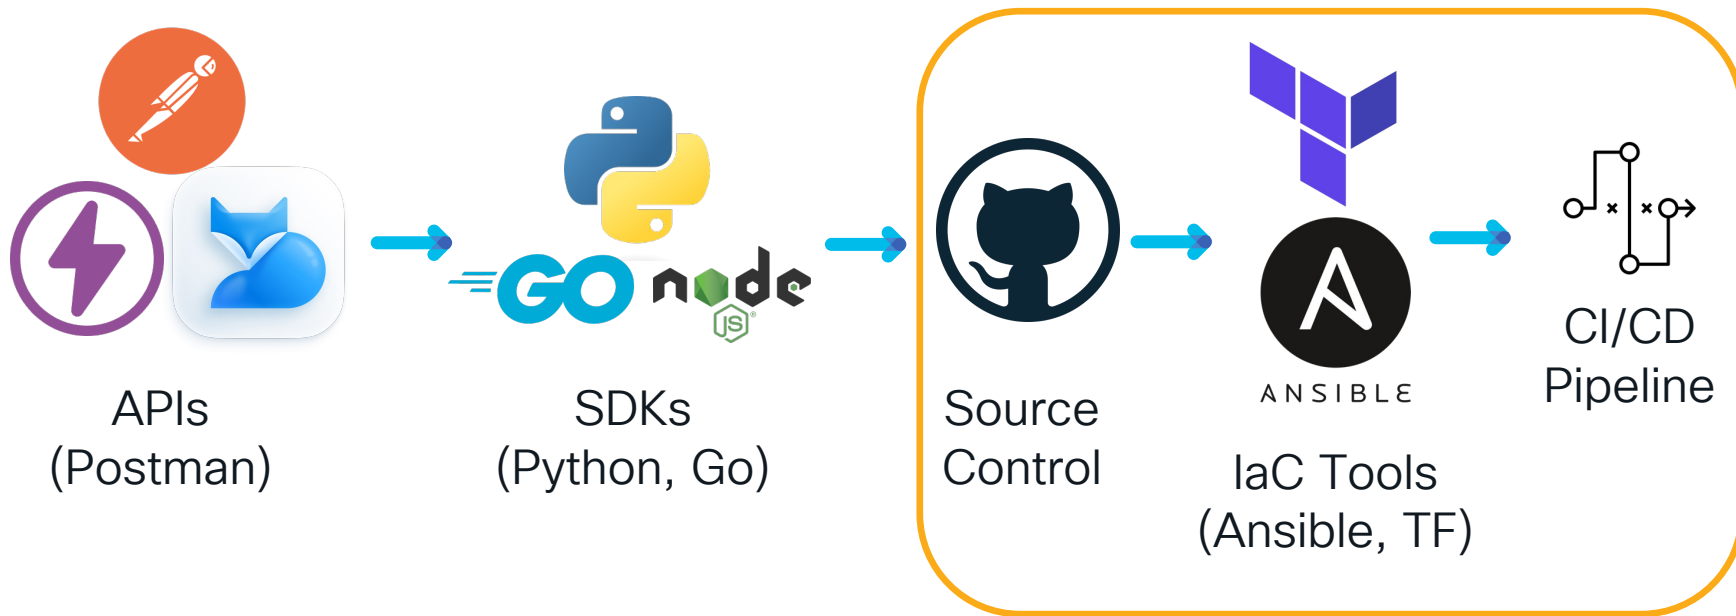 GO
node
JS
ANSIBLE
APIs
(Postman)
SDKs
(Python, Go)
Source
Control
IaC Tools
(Ansible, TF)
CI/CD
Pipeline